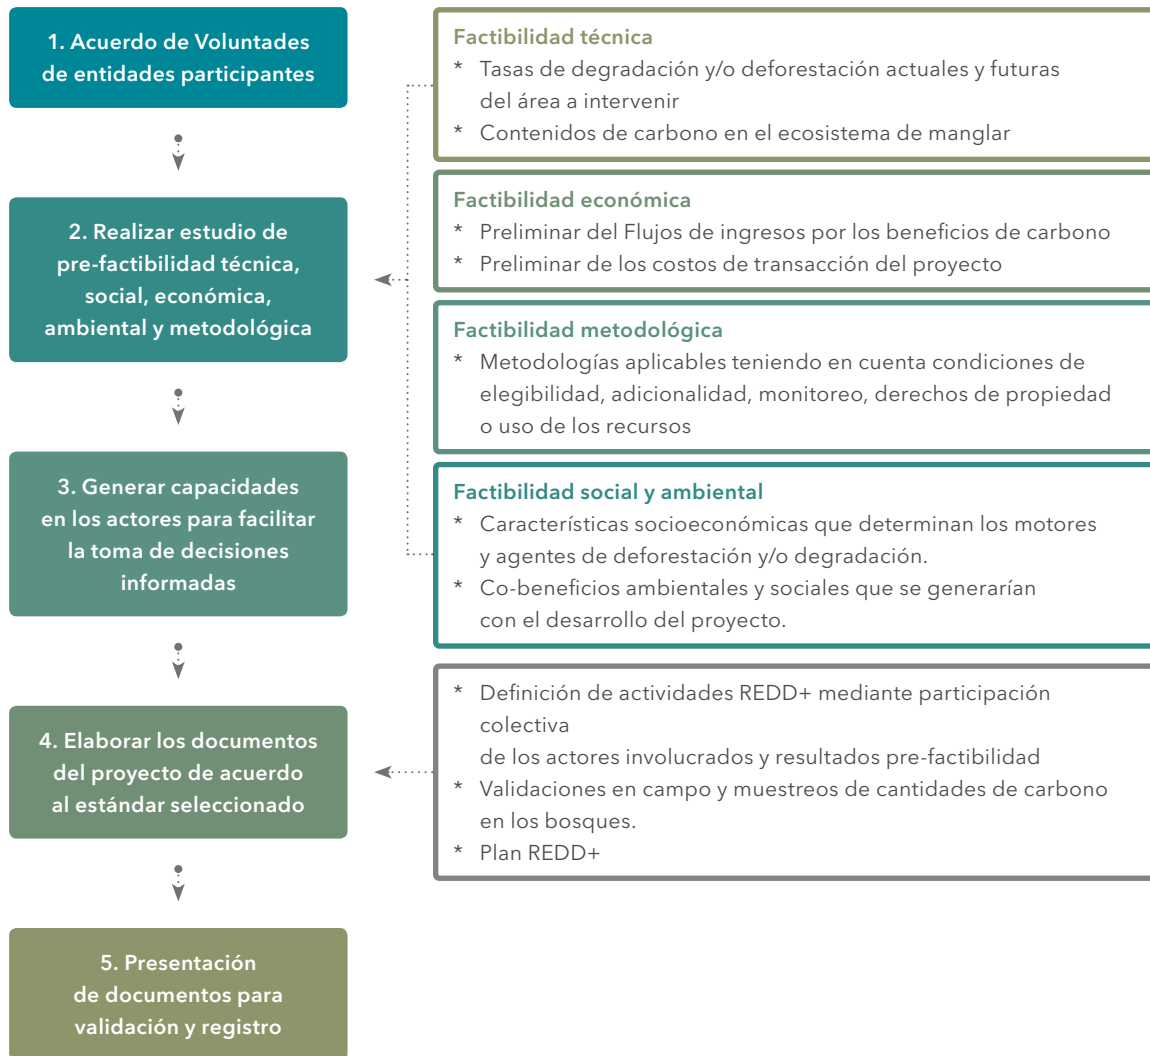 1. Acuerdo de Voluntades
de entidades participantes
2. Realizar estudio de
pre-factibilidad técnica,
social, económica,
ambiental y metodológica
3. Generar capacidades
en los actores para facilitar
la toma de decisiones
informadas
4. Elaborar los documentos
del proyecto de acuerdo
al estándar seleccionado
5. Presentación
de documentos para
validación y registro
Factibilidad técnica
* Tasas de degradación y/o deforestación actuales y futuras
del área a intervenir
* Contenidos de carbono en el ecosistema de manglar
Factibilidad económica
* Preliminar del Flujos de ingresos por los beneficios de carbono
* Preliminar de los costos de transacción del proyecto
Factibilidad metodológica
* Metodologías aplicables teniendo en cuenta condiciones de
elegibilidad, adicionalidad, monitoreo, derechos de propiedad
o uso de los recursos
Factibilidad social y ambiental
* Características socioeconómicas que determinan los motores
y agentes de deforestación y/o degradación.
* Co-beneficios ambientales y sociales que se generarían
con el desarrollo del proyecto.
* Definición de actividades REDD+ mediante participación
colectiva
de los actores involucrados y resultados pre-factibilidad
* Validaciones en campo y muestreos de cantidades de carbono
en los bosques.
* Plan REDD+